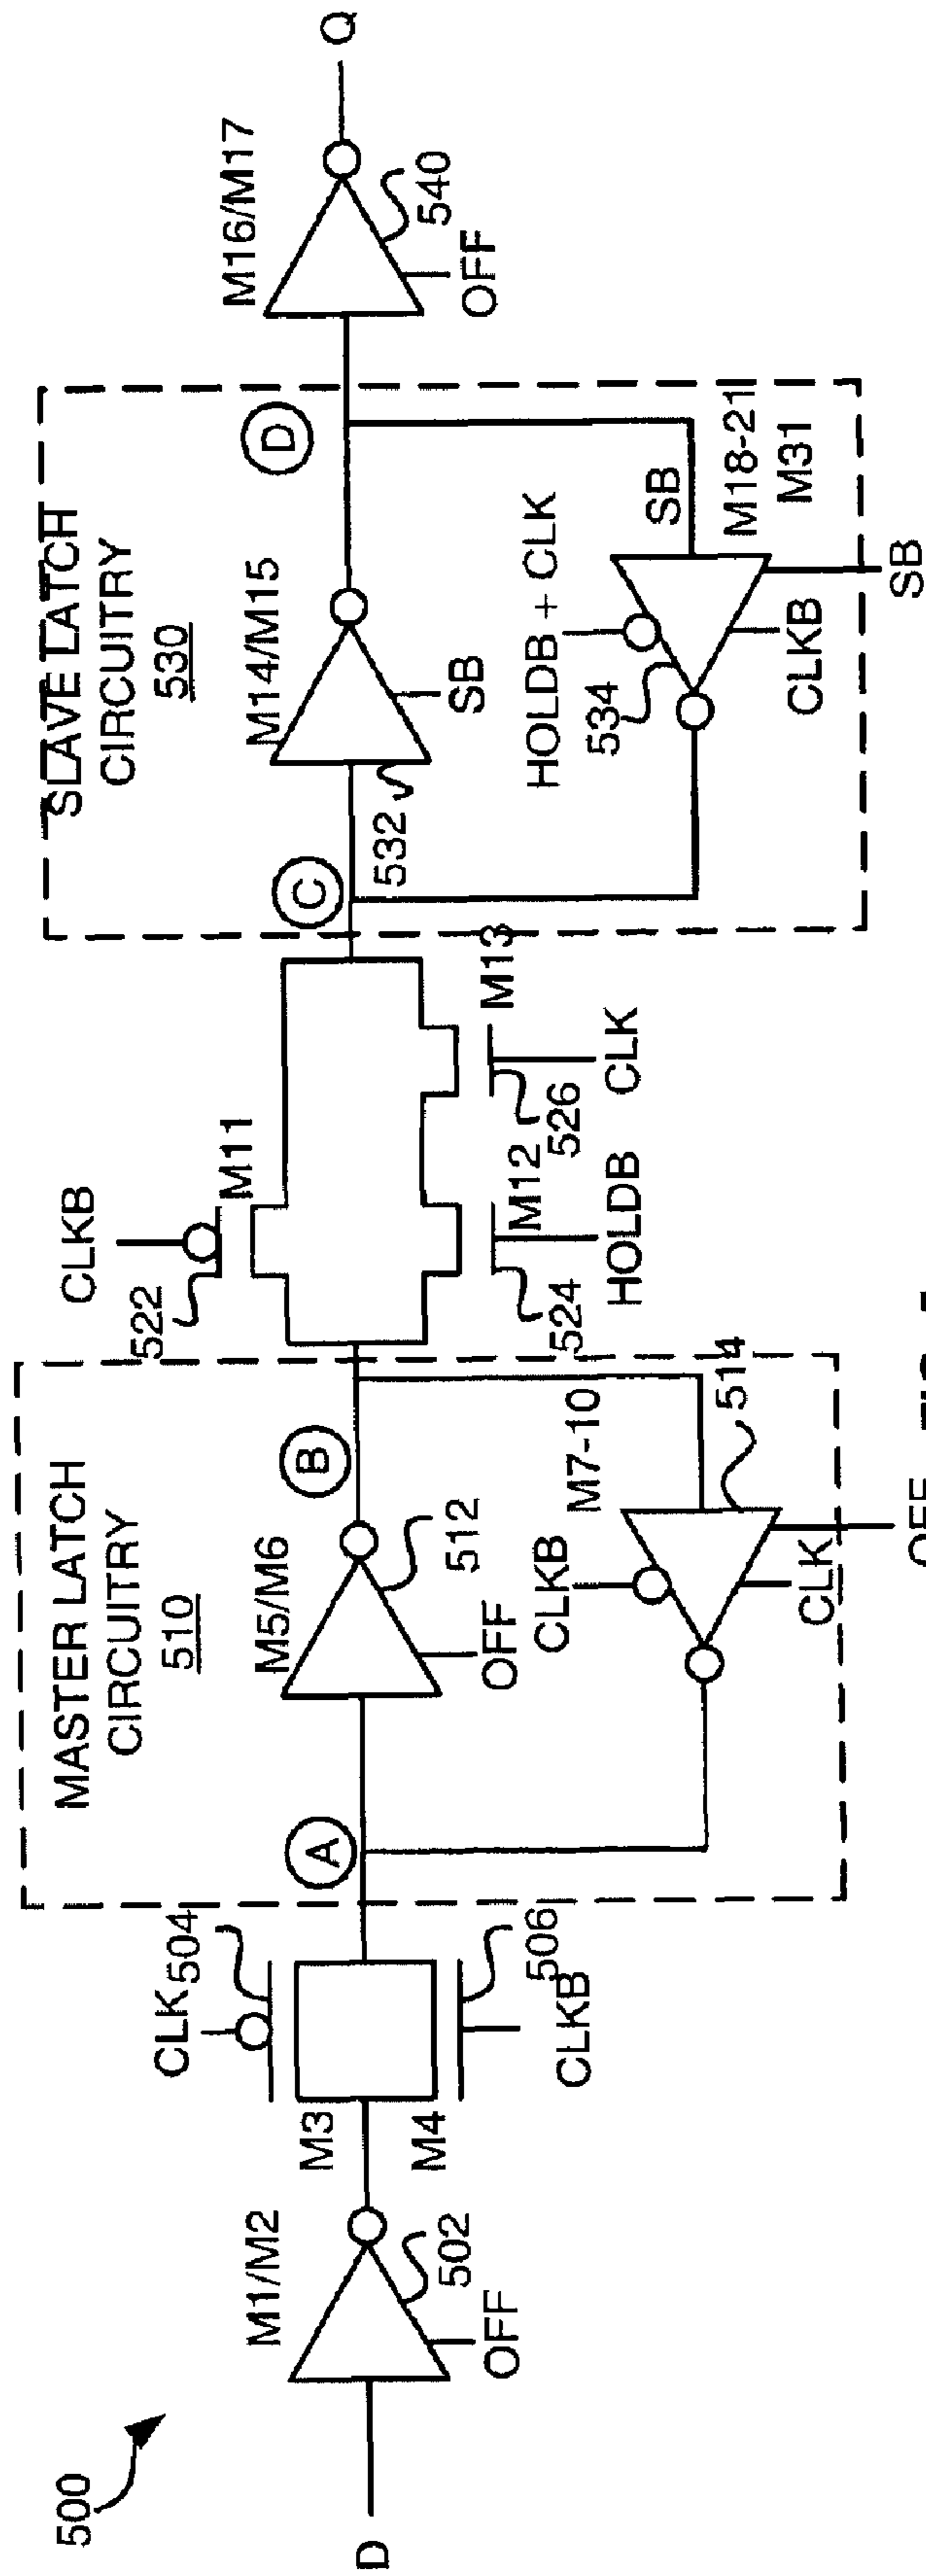 500
D
M1/M2
502
OFF
M3
M4
CLK
504
506
CLKB
MASTER LATCH
CIRCUITRY
510
A
M5/M6
512
OFF
B
M7-10
CLKB
CLK
514
OFF
CLKB
522
M11
M12
524
HOLDB
M13
526
CLK
SLAVE LATCH
CIRCUITRY
530
C
532
M14/M15
SB
D
HOLDB + CLK
534
SB
M18-21
M31
CLKB
SB
M16/M17
540
OFF
Q